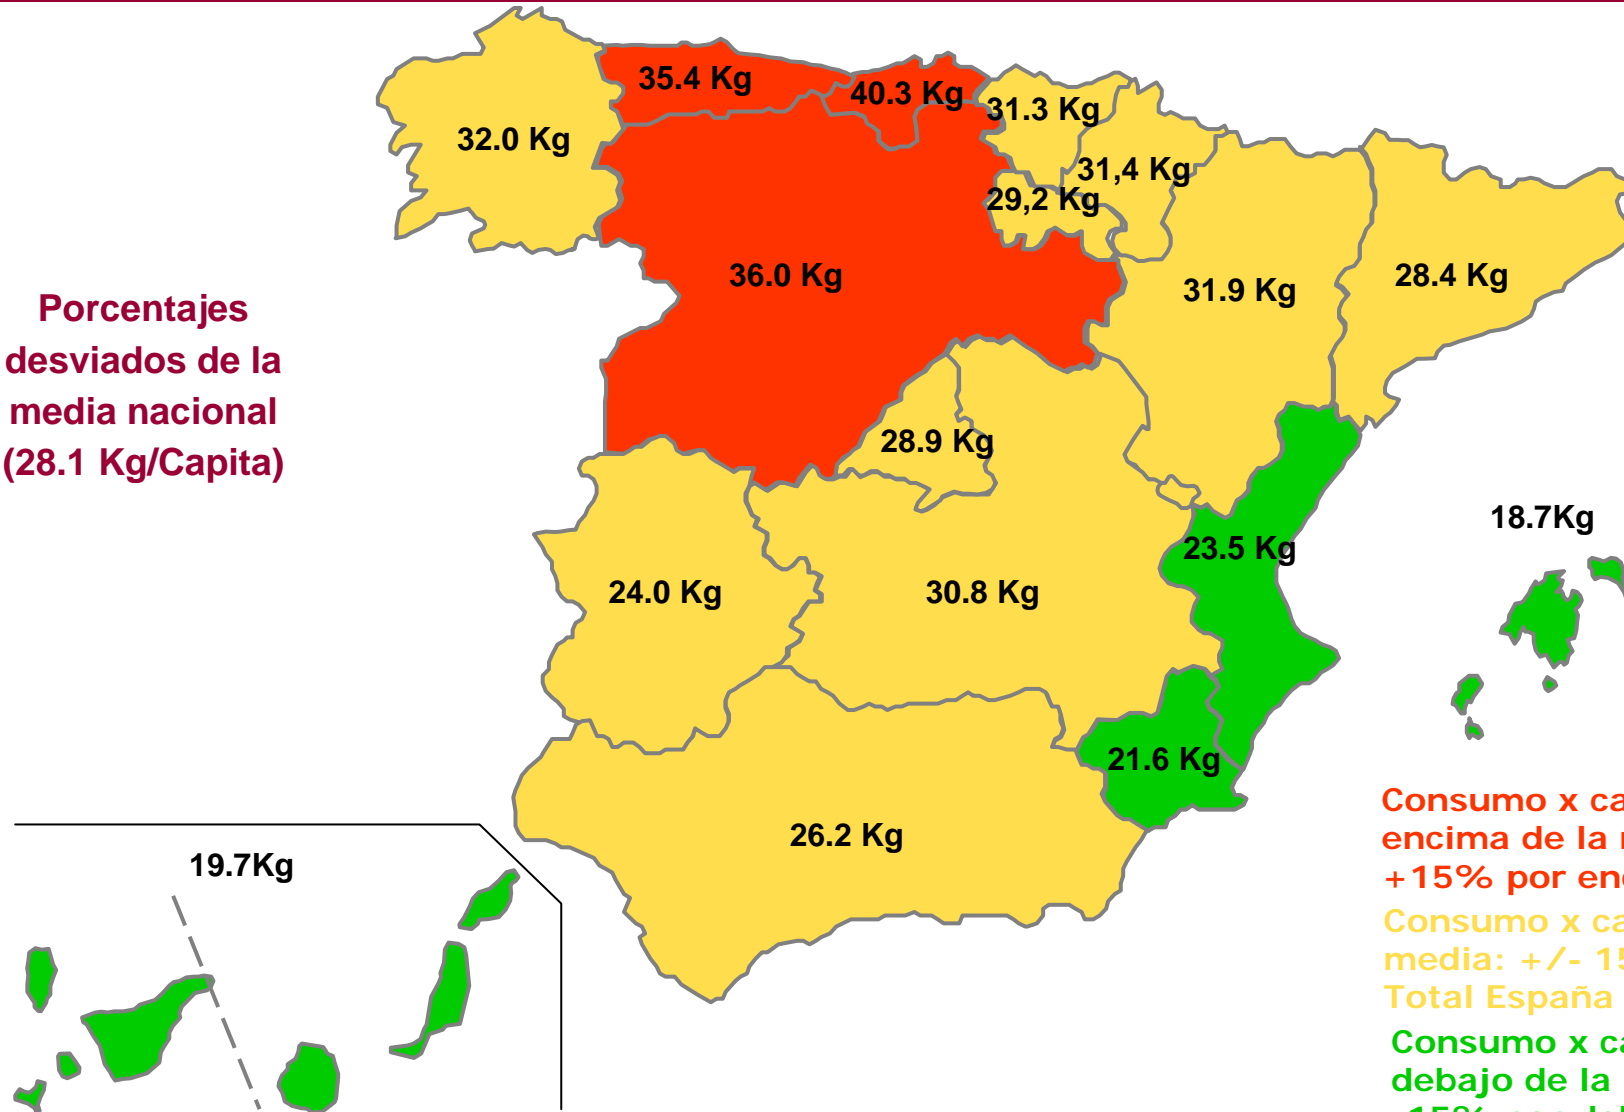 35.4 Kg
40.3 Kg
31.3 Kg
32.0 Kg
31,4 Kg
29,2 Kg
36.0 Kg
31.9 Kg
28.4 Kg
Porcentajes
desviados de la
media nacional
(28.1 Kg/Capita)
28.9 Kg
18.7Kg
23.5 Kg
24.0 Kg
30.8 Kg
21.6 Kg
26.2 Kg
19.7Kg
Consumo x ca
encima de la
+15% por en
Consumo x ca
media: +/- 15
Total España
Consumo x ca
debajo de la